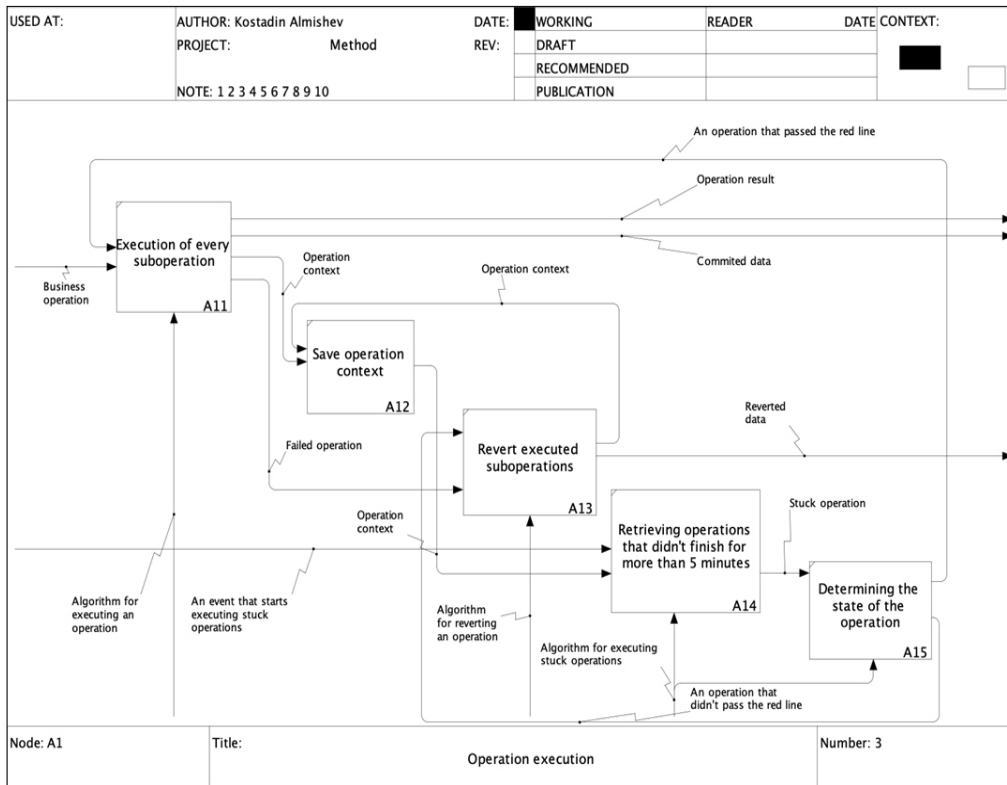 USED AT:
AUTHOR: Kostadin Almishev
DATE:
WORKING
READER
DATE
CONTEXT:
PROJECT:
Method
REV:
DRAFT
RECOMMENDED
NOTE: 1 2 3 4 5 6 7 8 9 10
PUBLICATION
An operation that passed the red line
Operation result
Execution of every
suboperation
A11
Commited data
Business
operation
Operation
context
Operation context
Save operation
context
A12
Reverted
data
Failed operation
Revert executed
suboperations
A13
Stuck operation
Operation
context
Retrieving operations
that didn't finish for
more than 5 minutes
A14
Determining the
state of the
operation
A15
Algorithm for
executing an
operation
An event that starts
executing stuck
operations
Algorithm
for reverting
an operation
Algorithm for executing
stuck operations
An operation that
didn't pass the red line
Node: A1
Title:
Operation execution
Number: 3